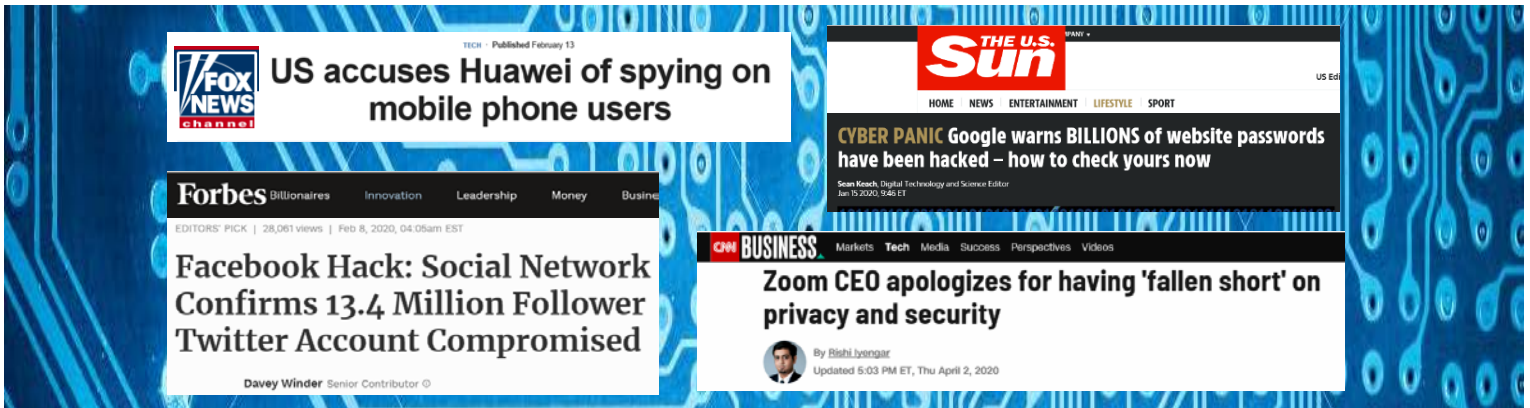 TECH · Published February 13
FOX
NEWS
channel
US accuses Huawei of spying on
mobile phone users
THE U.S.
Sun
US Edi
HOME NEWS ENTERTAINMENT LIFESTYLE SPORT
CYBER PANIC Google warns BILLIONS of website passwords
have been hacked – how to check yours now
Sean Keach, Digital Technology and Science Editor
Jan 15 2020, 9:46 ET
Forbes Billionaires Innovation Leadership Money Busine
EDITORS' PICK | 28,061 views | Feb 8, 2020, 04:05am EST
Facebook Hack: Social Network
Confirms 13.4 Million Follower
Twitter Account Compromised
Davey Winder Senior Contributor
CNN BUSINESS Markets Tech Media Success Perspectives Videos
Zoom CEO apologizes for having 'fallen short' on
privacy and security
By Rishi Iyengar
Updated 5:03 PM ET, Thu April 2, 2020